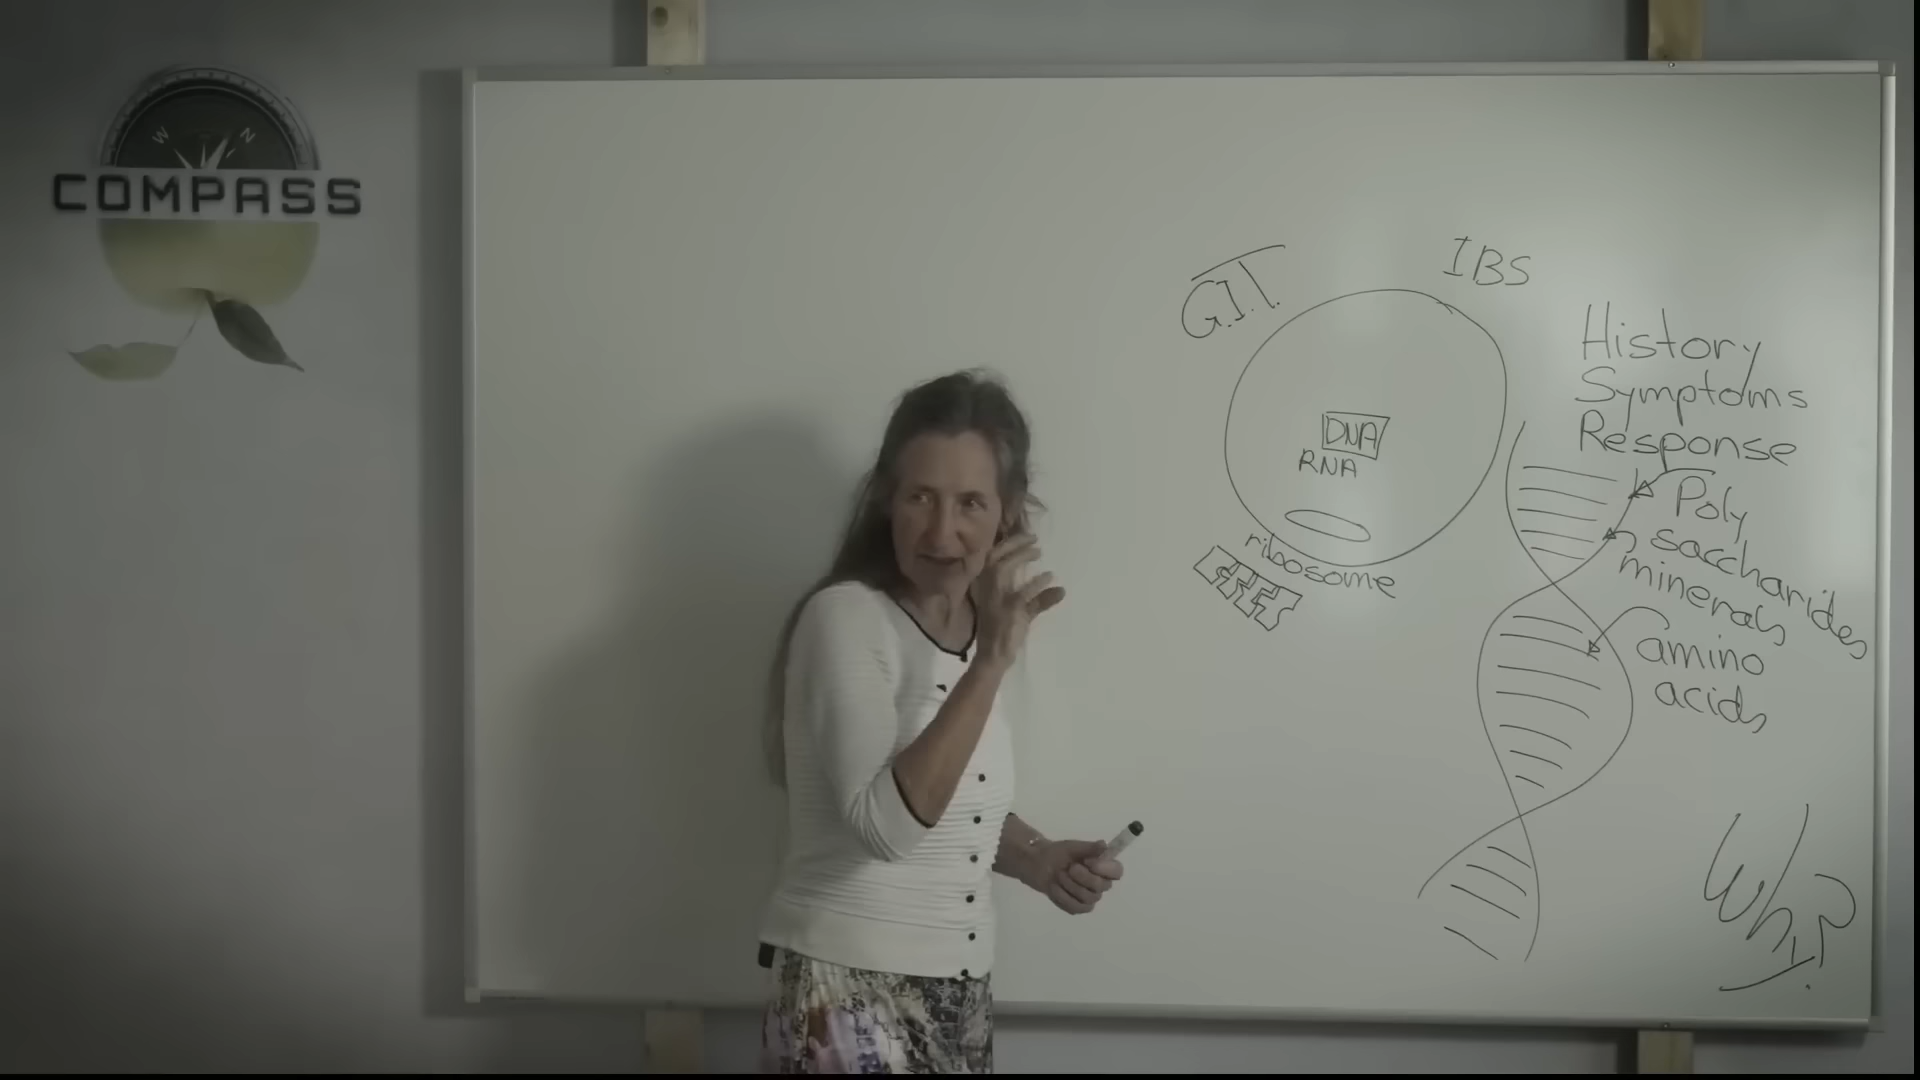 W N
COMPASS
G.I.T.
IBS
DNA
RNA
ribosome
History
Symptoms
Response
Poly
saccharides
minerals
amino
acids
Why?